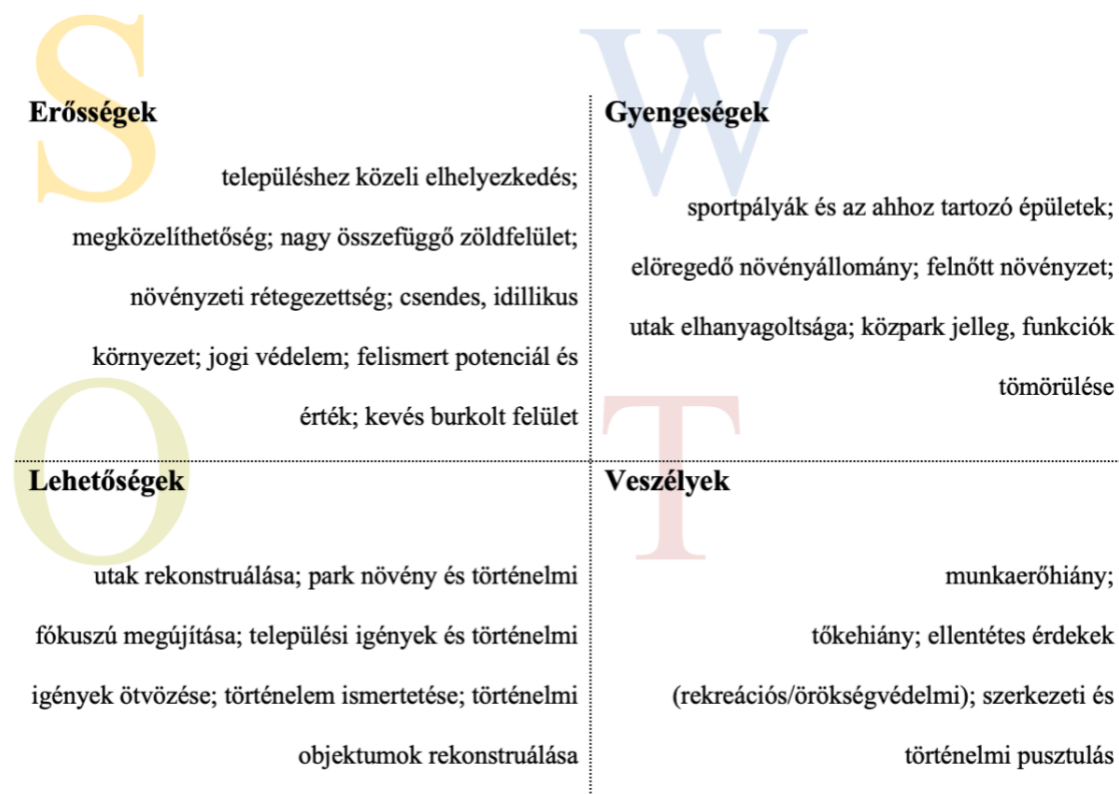 S
Erősségek
településhez közeli elhelyezkedés;
megközelíthetőség; nagy összefüggő zöldfelület;
növényzeti rétegezettség; csendes, idillikus
környezet; jogi védelem; felismert potenciál és
érték; kevés burkolt felület
W
Gyengeségek
sportpályák és az ahhoz tartozó épületek;
elöregedő növényállomány; felnőtt növényzet;
utak elhanyagoltsága; közpark jelleg, funkciók
tömörülése
O
Lehetőségek
utak rekonstruálása; park növény és történelmi
fókuszú megújítása; települési igények és történelmi
igények ötvözése; történelem ismertetése; történelmi
objektumok rekonstruálása
T
Veszélyek
munkaerőhiány;
tőkehiány; ellentétes érdekek
(rekreációs/örökségvédelmi); szerkezeti és
történelmi pusztulás